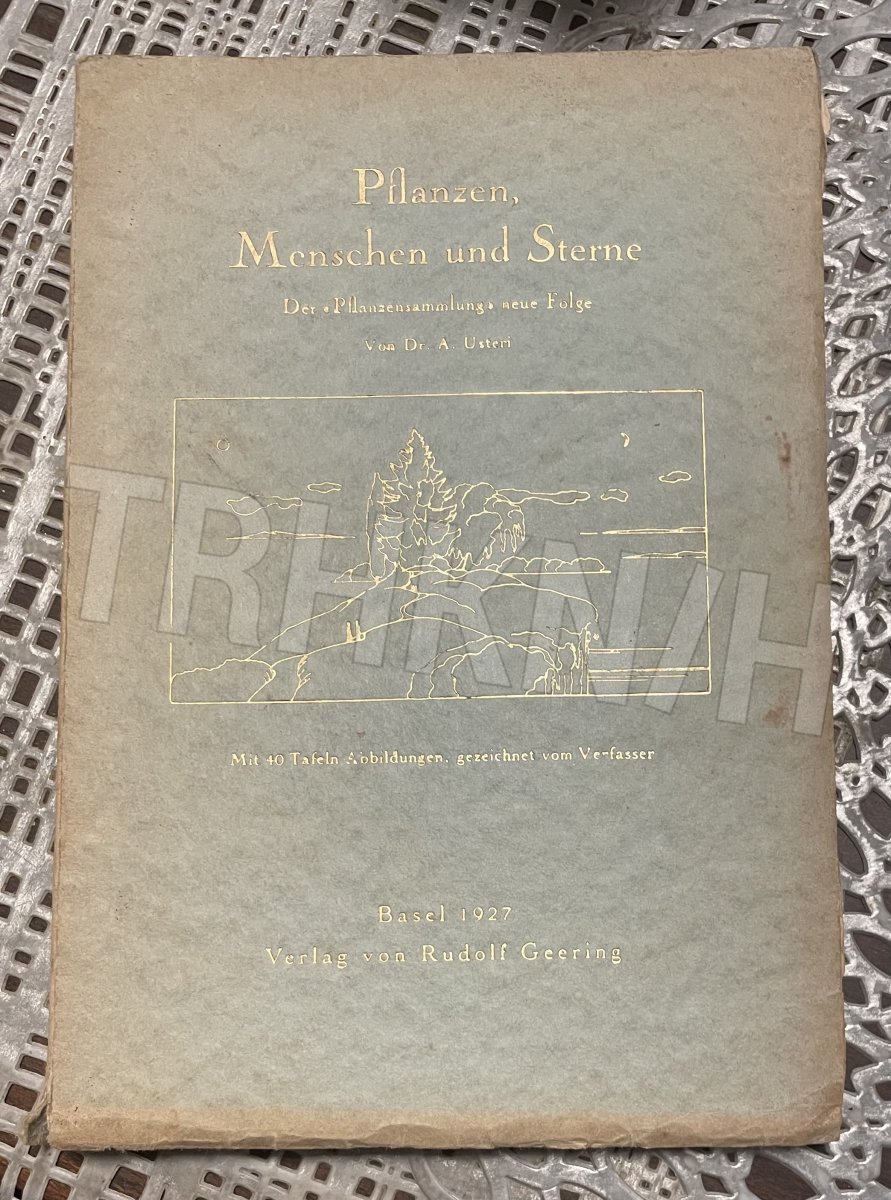 Pflanzen,
Menschen und Sterne
Der «Pflanzensammlung» neue Folge
Von Dr. A. Usteri
TRHKN/H
Mit 40 Tafeln Abbildungen, gezeichnet vom Verfasser
Basel 1927
Verlag von Rudolf Geering